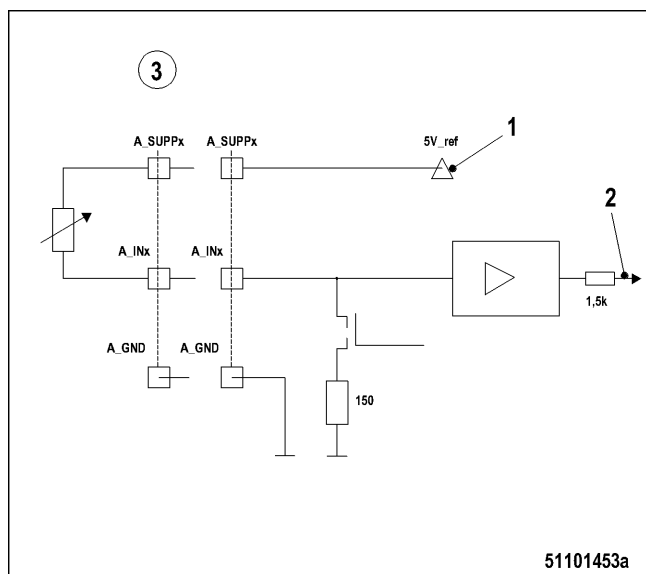 3
A_SUPPx A_SUPPx 5V_ref 1
2
A_INx A_INx
1,5k
A_GND A_GND
150
51101453a